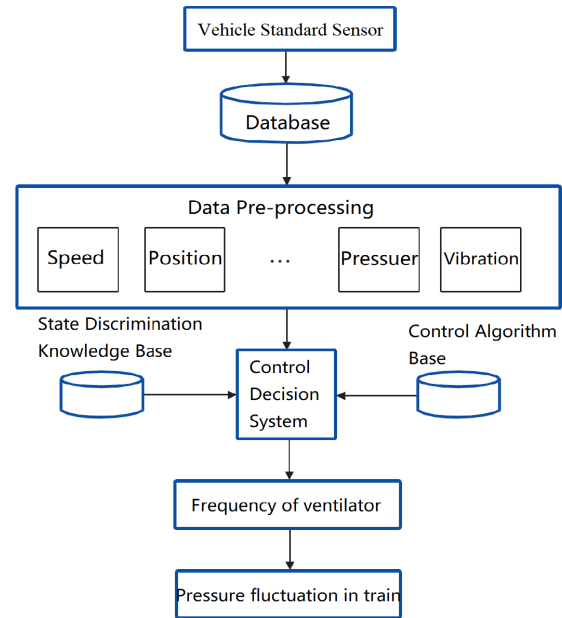 Vehicle Standard Sensor
Database
Data Pre-processing
Speed
Position
...
Pressuer
Vibration
State Discrimination
Knowledge Base
Control Algorithm
Base
Control
Decision
System
Frequency of ventilator
Pressure fluctuation in train